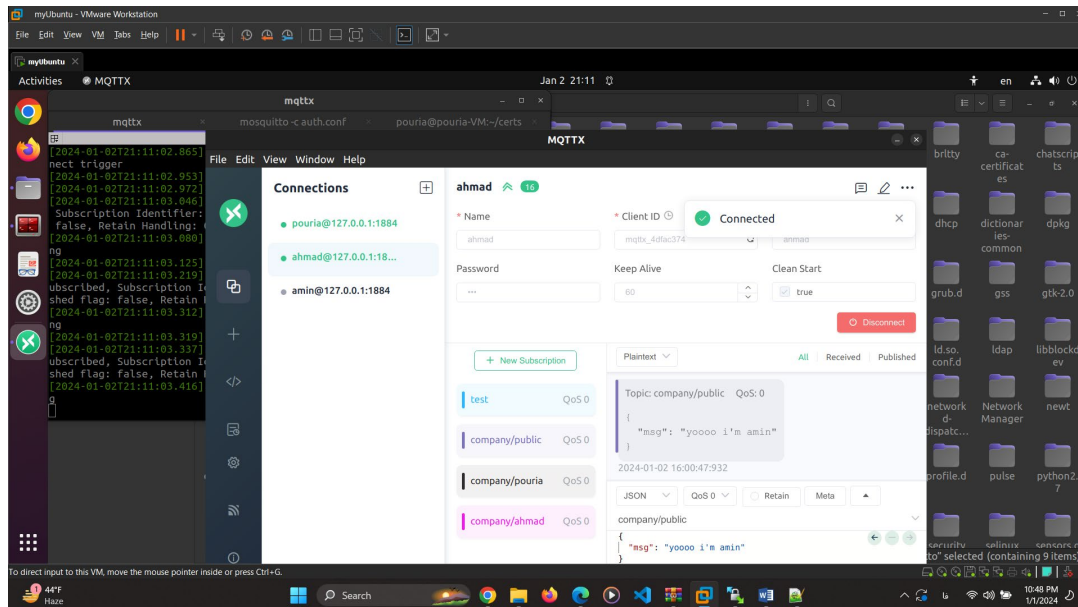 myUbuntu - VMware Workstation
File Edit View VM Tabs Help
myUbuntu
Activities MQTTX Jan 2 21:11 en
mqttx
mqttx mosquitto -c auth.conf pouria@pouria-VM:~/certs
[2024-01-02T21:11:02.865]
nect trigger
[2024-01-02T21:11:02.953]
[2024-01-02T21:11:02.972]
[2024-01-02T21:11:03.046]
Subscription Identifier:
false, Retain Handling:
[2024-01-02T21:11:03.080]
ng
[2024-01-02T21:11:03.125]
[2024-01-02T21:11:03.219]
ubscribed, Subscription I
shed flag: false, Retain
[2024-01-02T21:11:03.312]
ng
[2024-01-02T21:11:03.319]
[2024-01-02T21:11:03.337]
ubscribed, Subscription I
shed flag: false, Retain
[2024-01-02T21:11:03.416]
g
MQTTX
File Edit View Window Help
Connections
pouria@127.0.0.1:1884
ahmad@127.0.0.1:18...
amin@127.0.0.1:1884
ahmad 16
Connected
* Name
* Client ID
ahmad
mqttx_4dfac374
ahmad
Password
Keep Alive
Clean Start
...
60
true
Disconnect
+ New Subscription
Plaintext
All Received Published
test QoS 0
company/public QoS 0
company/pouria QoS 0
company/ahmad QoS 0
Topic: company/public QoS: 0
{
"msg": "yoooo i'm amin"
}
2024-01-02 16:00:47:932
JSON QoS 0 Retain Meta
company/public
{
"msg": "yoooo i'm amin"
}
brltty
ca-
certificat
es
chatscrip
ts
dhcp
dictionar
ies-
common
dpkg
grub.d
gss
gtk-2.0
ld.so.
conf.d
ldap
libblockd
ev
network
d-
dispatc...
Network
Manager
newt
profile.d
pulse
python2.
7
security
selinux
sensors.d
to" selected (containing 9 items)
To direct input to this VM, move the mouse pointer inside or press Ctrl+G.
1
44°F
Haze
Search
10:48 PM
1/1/2024